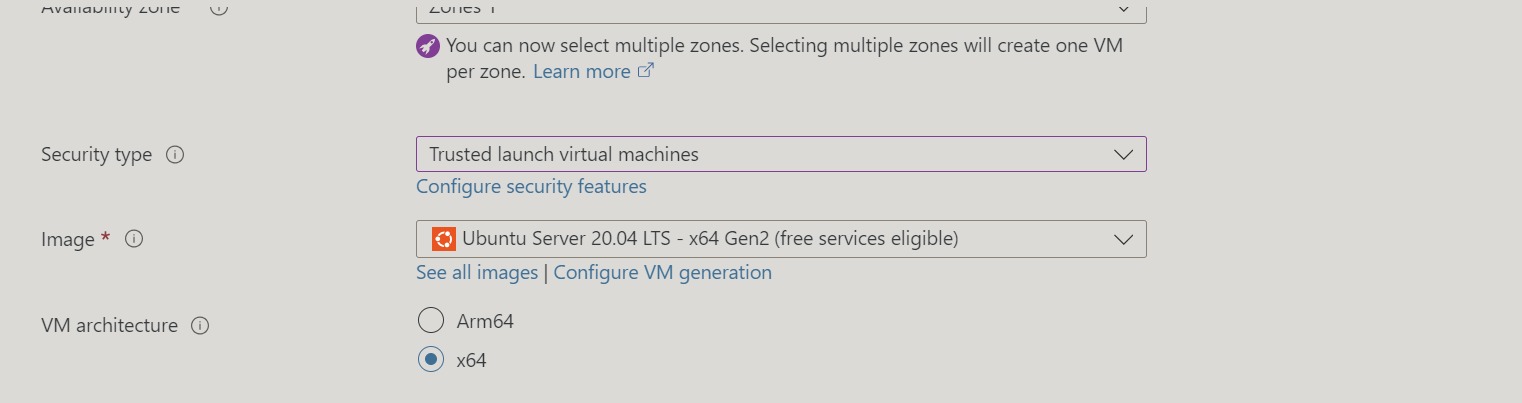 Availability zone
Zones 1
You can now select multiple zones. Selecting multiple zones will create one VM
per zone. Learn more
Security type
Trusted launch virtual machines
Configure security features
Image *
Ubuntu Server 20.04 LTS - x64 Gen2 (free services eligible)
See all images | Configure VM generation
VM architecture
Arm64
x64